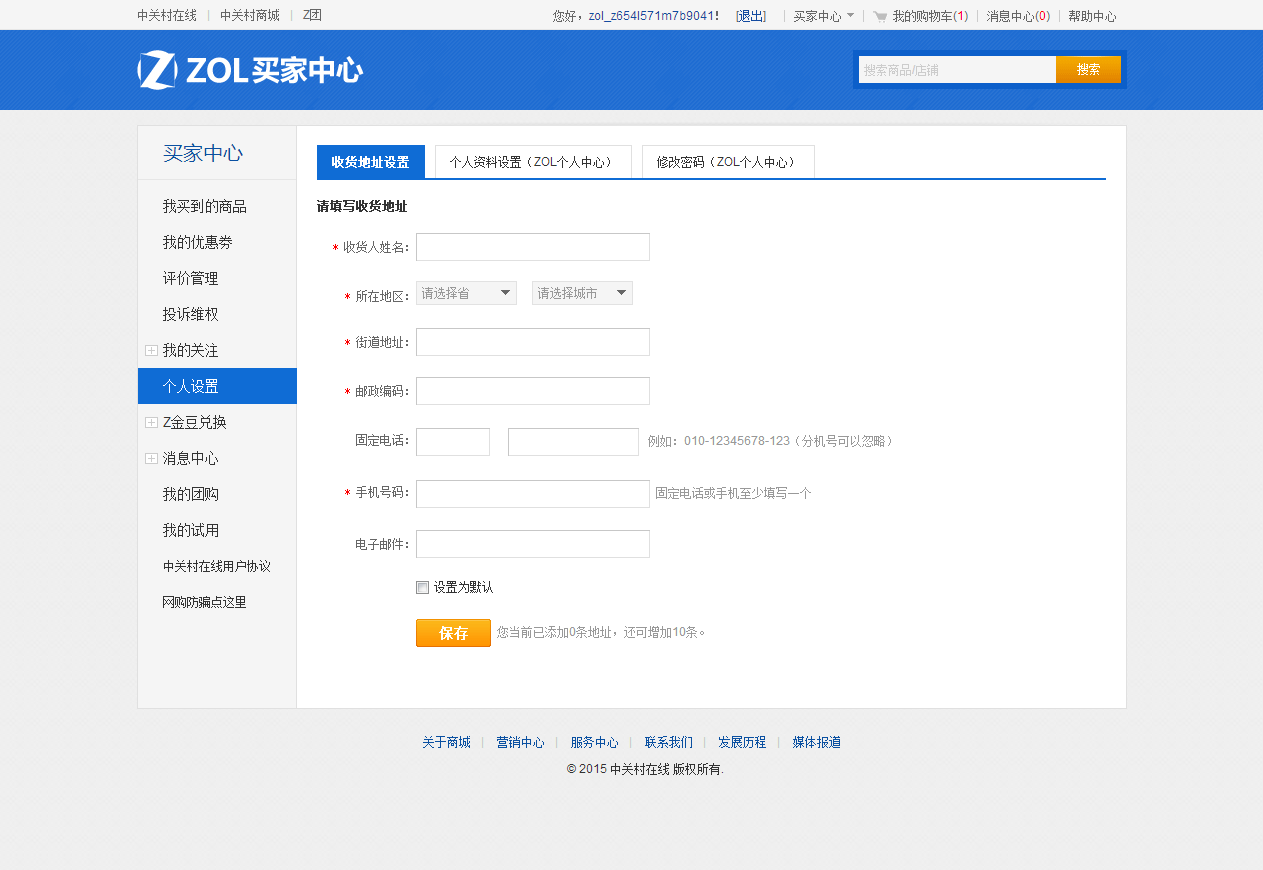 中关村在线 | 中关村商城 | Z团 您好，zol_z654l571m7b9041! [退出] | 买家中心 | 我的购物车(1) | 消息中心(0) | 帮助中心
ZOL买家中心
搜索商品/店铺 搜索
买家中心
我买到的商品
我的优惠券
评价管理
投诉维权
我的关注
个人设置
Z金豆兑换
消息中心
我的团购
我的试用
中关村在线用户协议
网购防骗点这里
收货地址设置 个人资料设置（ZOL个人中心） 修改密码（ZOL个人中心）
请填写收货地址
* 收货人姓名：
* 所在地区： 请选择省 请选择城市
* 街道地址：
* 邮政编码：
固定电话： 例如：010-12345678-123（分机号可以忽略）
* 手机号码： 固定电话或手机至少填写一个
电子邮件：
设置为默认
保存 您当前已添加0条地址，还可增加10条。
关于商城 | 营销中心 | 服务中心 | 联系我们 | 发展历程 | 媒体报道
© 2015 中关村在线 版权所有.